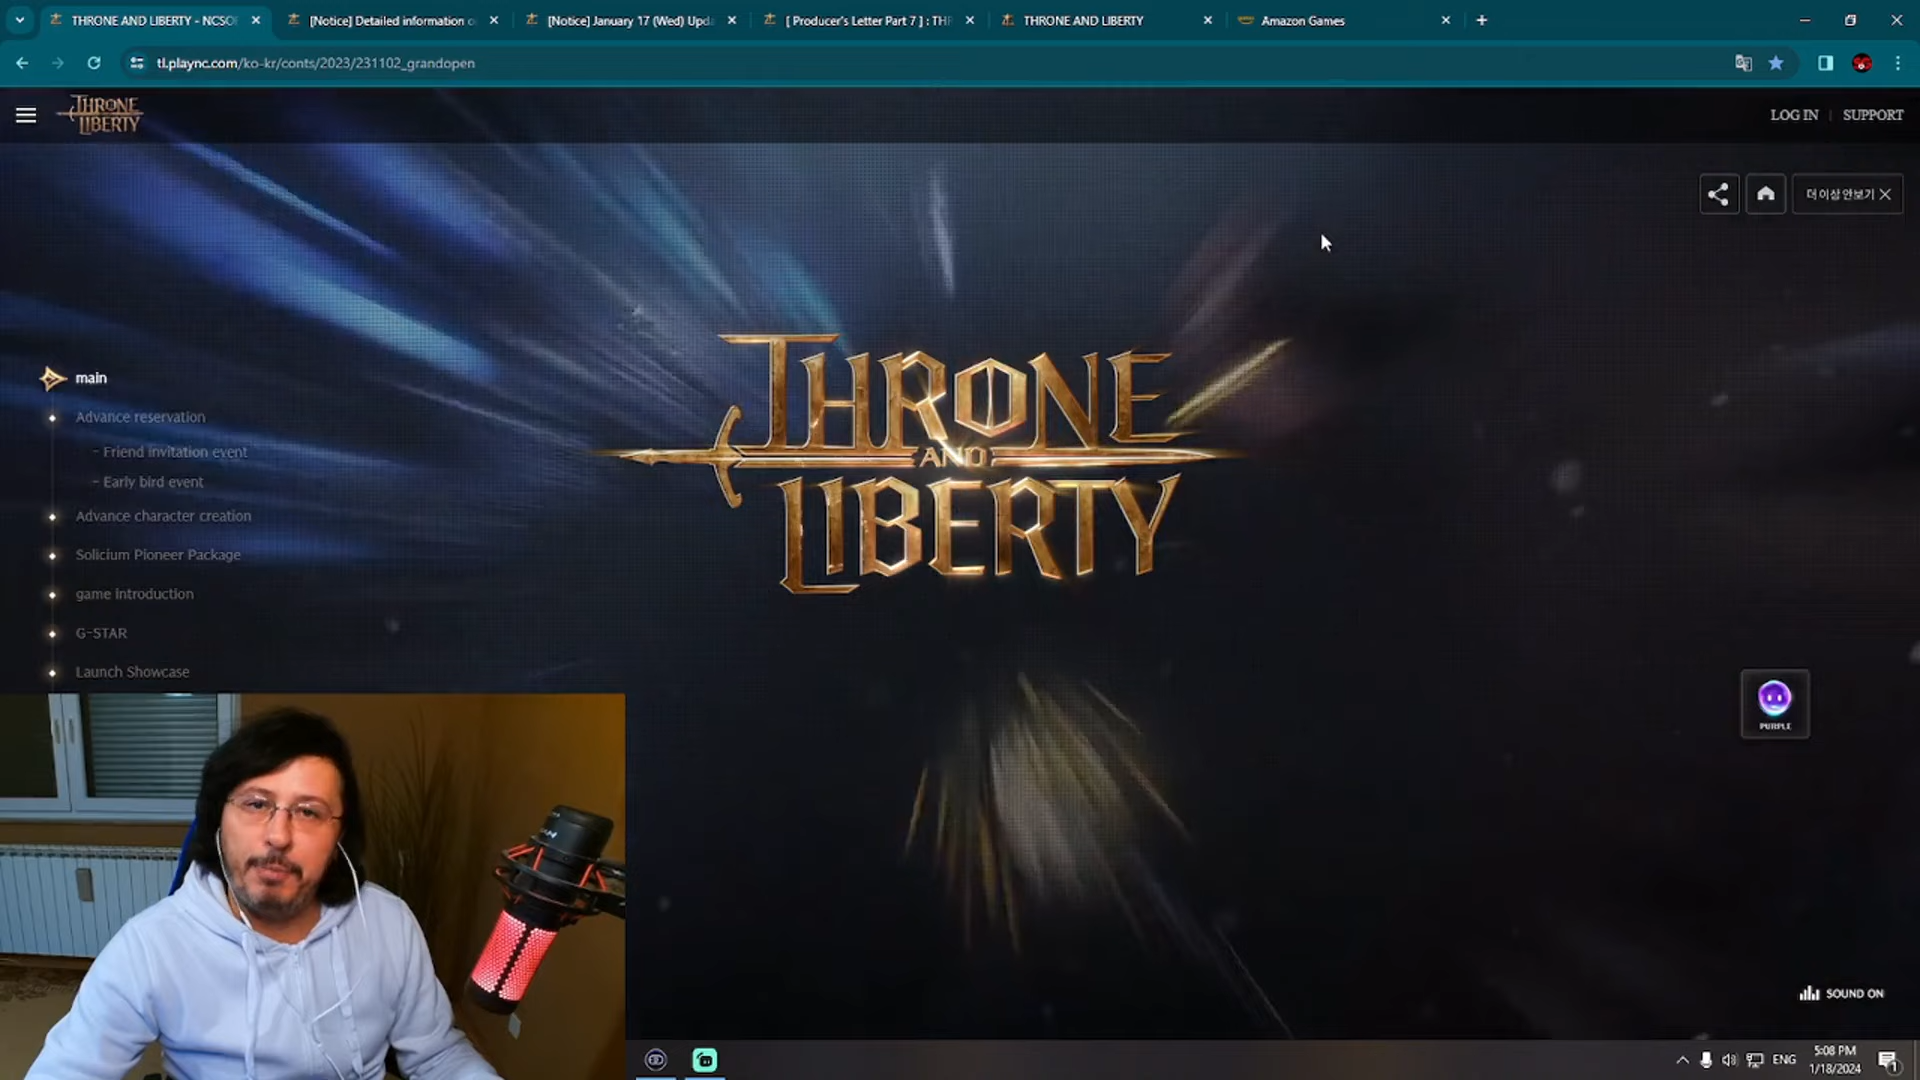 THRONE AND LIBERTY - NCSO
[Notice] Detailed information o
[Notice] January 17 (Wed) Upda
[ Producer's Letter Part 7 ] : THR
THRONE AND LIBERTY
Amazon Games
tl.plaync.com/ko-kr/conts/2023/231102_grandopen
THRONE
LIBERTY
LOG IN | SUPPORT
더 이상 안보기
THRONE
AND
LIBERTY
main
Advance reservation
- Friend invitation event
- Early bird event
Advance character creation
Solicium Pioneer Package
game introduction
G-STAR
Launch Showcase
PURPLE
SOUND ON
ENG
5:08 PM
1/18/2024
1